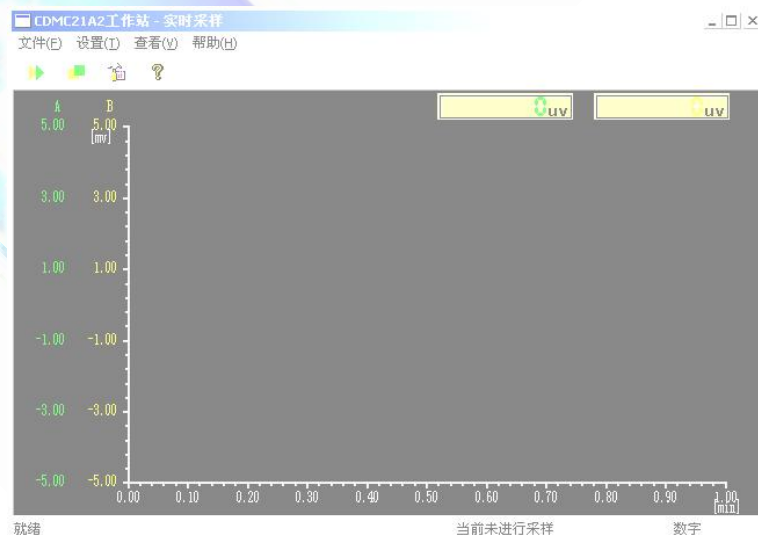 CDMC21A2工作站 - 实时采样
文件(F) 设置(T) 查看(V) 帮助(H)
A B
0uv 0uv
5.00 5.00
[mv]
3.00 3.00
1.00 1.00
-1.00 -1.00
-3.00 -3.00
-5.00 -5.00
0.00 0.10 0.20 0.30 0.40 0.50 0.60 0.70 0.80 0.90 1.00
[min]
就绪 当前未进行采样 数字